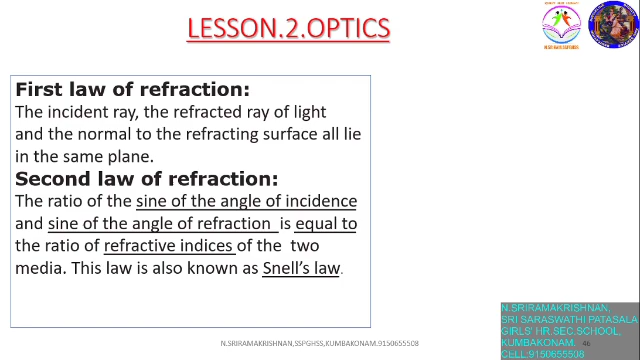 LESSON.2.OPTICS
First law of refraction:
The incident ray, the refracted ray of light
and the normal to the refracting surface all lie
in the same plane.
Second law of refraction:
The ratio of the sine of the angle of incidence
and sine of the angle of refraction is equal to
the ratio of refractive indices of the two
media. This law is also known as Snell's law.
N.SRIRAMAKRISHNAN,SSPGHSS,KUMBAKONAM.9150655508
N.SRIRAMAKRISHNAN,
SRI SARASWATHI PATASALA
GIRLS' HR.SEC.SCHOOL,
KUMBAKONAM. 46
CELL:9150655508